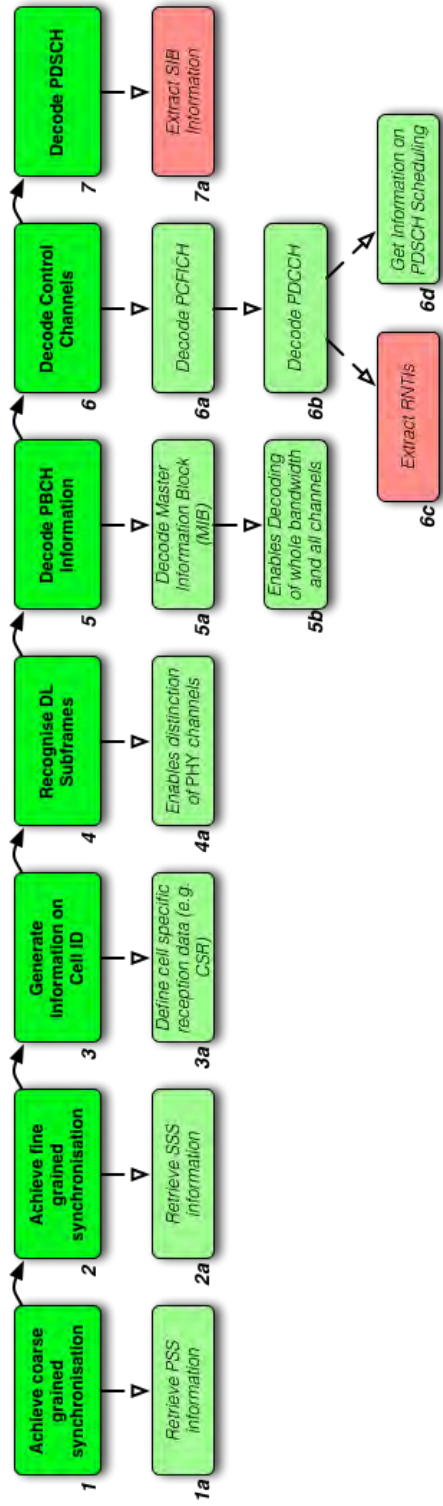 Achieve coarse
grained
synchronisation
1
Retrieve PSS
information
1a
Achieve fine
grained
synchronisation
2
Retrieve SSS
information
2a
Generate
Information on
Cell ID
3
Define cell specific
reception data (e.g.
CSR)
3a
Recognise DL
Subframes
4
Enables distinction
of PHY channels
4a
Decode PBCH
Information
5
Decode Master
Information Block
(MIB)
5a
Enables Decoding
of whole bandwidth
and all channels
5b
Decode Control
Channels
6
Decode PCFICH
6a
Decode PDCCH
6b
Extract RNTIs
6c
Get Information on
PDSCH Scheduling
6d
Decode PDSCH
7
Extract SIB
Information
7a